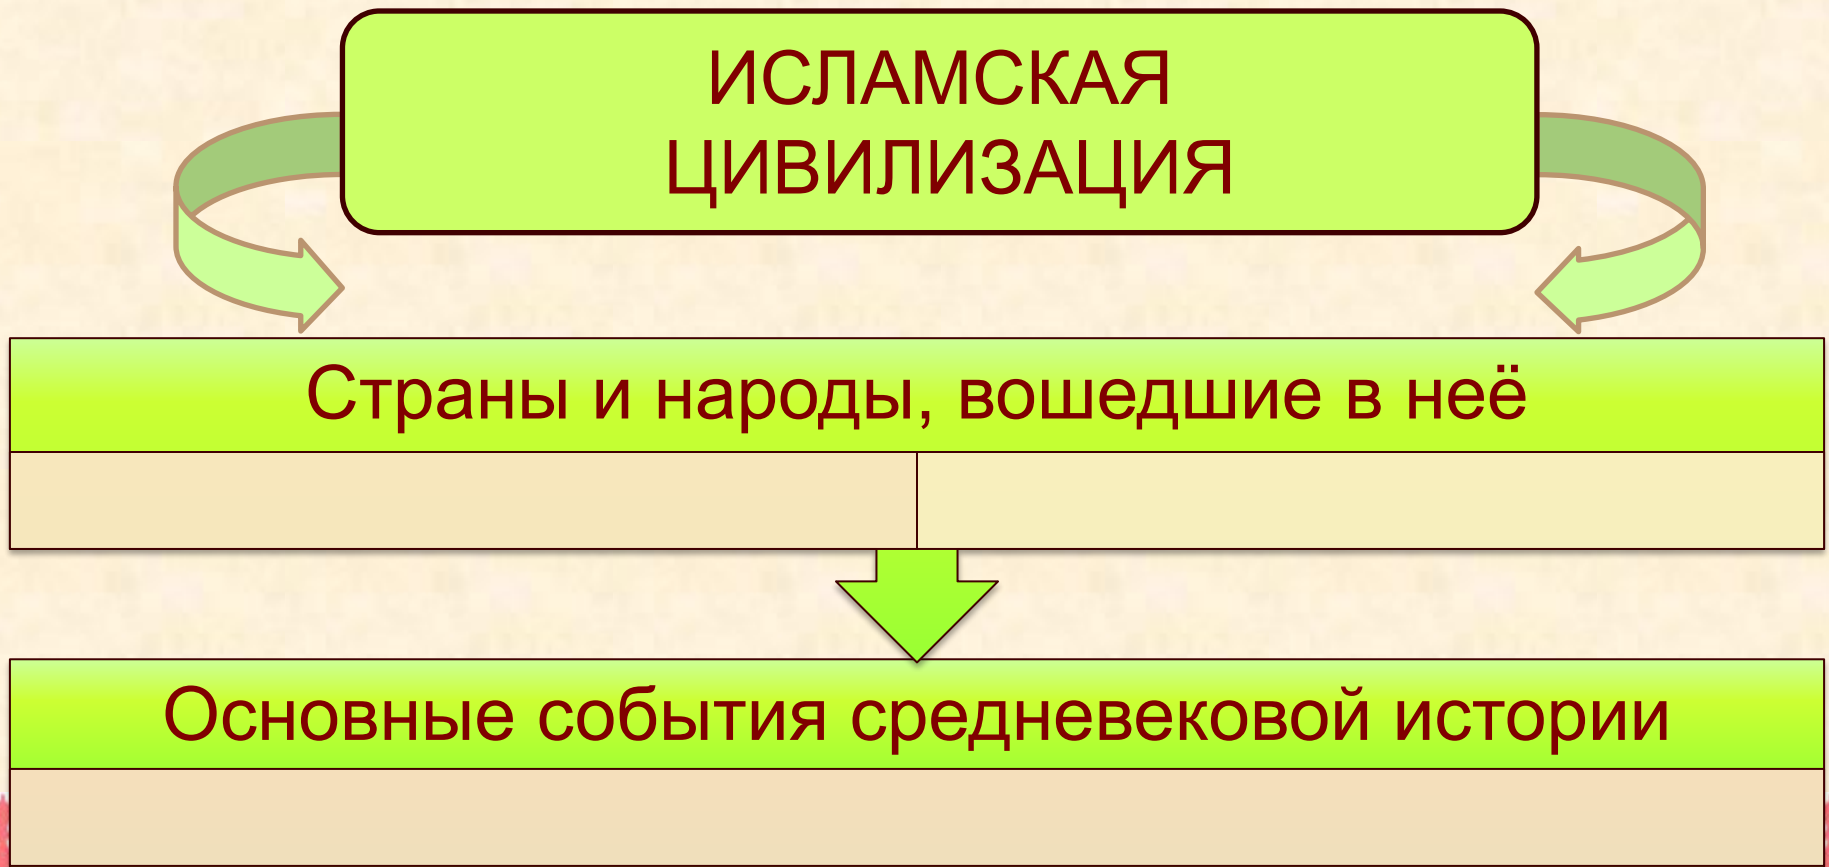 ИСЛАМСКАЯ
ЦИВИЛИЗАЦИЯ
Страны и народы, вошедшие в неё
Основные события средневековой истории